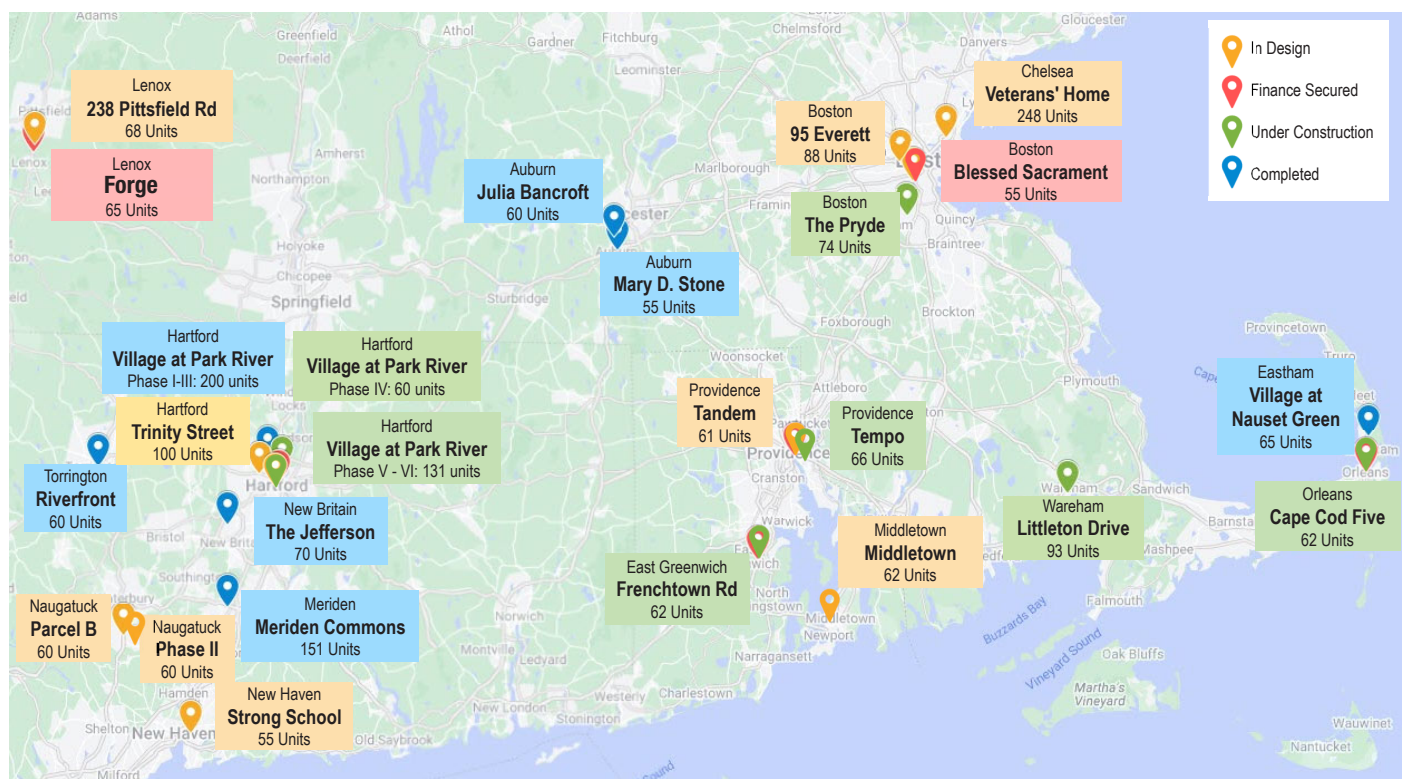 Gloucester
Greenfield
Deerfield
Athol
Gardner
Fitchburg
Leominster
Chelmsford
Danvers
In Design
Finance Secured
Under Construction
Completed
Lenox
238 Pittsfield Rd
68 Units
Lenox
Forge
65 Units
Pittsfield
Lenox
Amherst
Northampton
Holyoke
Chicopee
Springfield
Sturbridge
Auburn
Julia Bancroft
60 Units
Auburn
Mary D. Stone
55 Units
Marlborough
Boston
95 Everett
88 Units
Chelsea
Veterans' Home
248 Units
Boston
Blessed Sacrament
55 Units
Boston
The Pryde
74 Units
Quincy
Braintree
Brockton
Foxborough
Woonsocket
Attleboro
Plymouth
Provincetown
Truro
Hartford
Village at Park River
Phase I-III: 200 units
Hartford
Village at Park River
Phase IV: 60 units
Hartford
Trinity Street
100 Units
Hartford
Village at Park River
Phase V - VI: 131 units
Hartford
Torrington
Riverfront
60 Units
New Britain
The Jefferson
70 Units
Bristol
Southington
Meriden
Meriden Commons
151 Units
Naugatuck
Parcel B
60 Units
Naugatuck
Phase II
60 Units
New Haven
Strong School
55 Units
Hamden
Shelton
New Haven
Milford
Old Saybrook
Norwich
Montville
Ledyard
New London
Stonington
Westerly
Charlestown
Narragansett
Providence
Tandem
61 Units
Providence
Tempo
66 Units
Providence
Cranston
Warwick
East Greenwich
Frenchtown Rd
62 Units
North
Kingstown
Middletown
Middletown
62 Units
Middletown
Newport
Wareham
Littleton Drive
93 Units
Sandwich
Mashpee
Falmouth
Eastham
Village at
Nauset Green
65 Units
Orleans
Orleans
Cape Cod Five
62 Units
Buzzards Bay
Vineyard Sound
Oak Bluffs
Martha's
Vineyard
Wauwinet
Nantucket